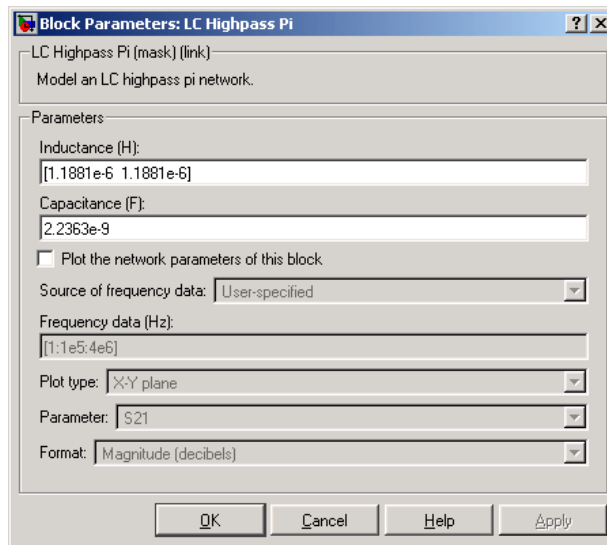 Block Parameters: LC Highpass Pi
LC Highpass Pi (mask) (link)
Model an LC highpass pi network.
Parameters
Inductance (H):
[1.1881e-6 1.1881e-6]
Capacitance (F):
2.2363e-9
Plot the network parameters of this block
Source of frequency data: User-specified
Frequency data (Hz):
[1:1e5:4e6]
Plot type: X-Y plane
Parameter: S21
Format: Magnitude (decibels)
OK Cancel Help Apply